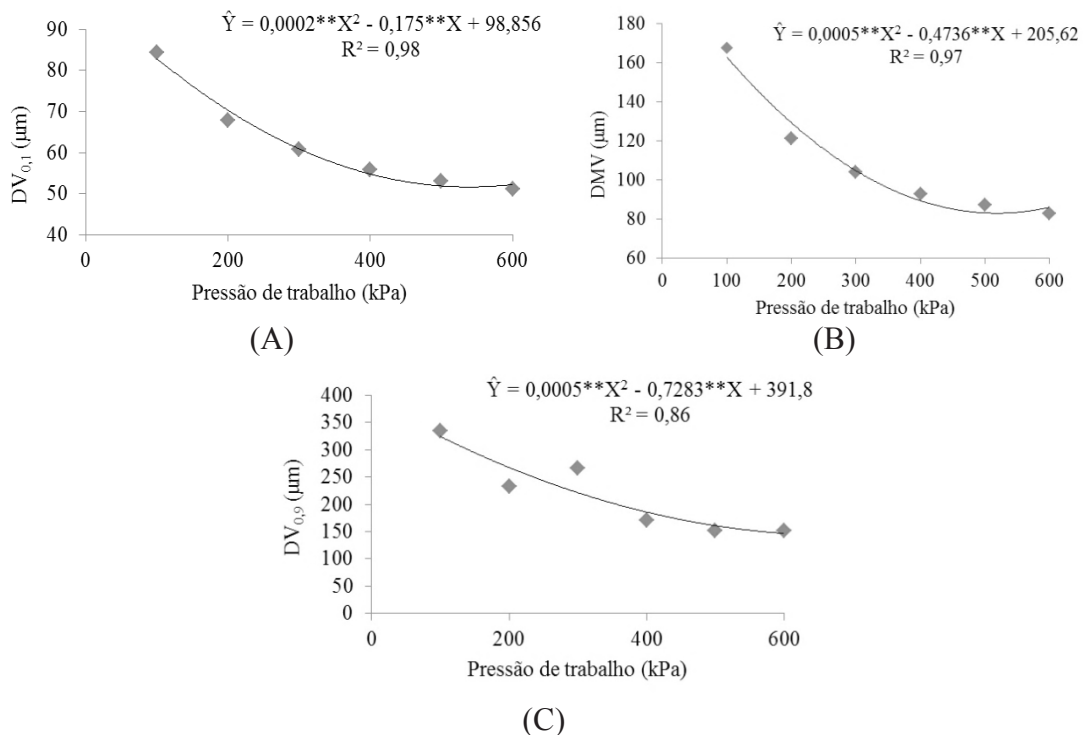 Ŷ = 0,0002**X² - 0,175**X + 98,856
R² = 0,98
90
80
70
60
50
40
0
200
400
600
DV₀,₁ (µm)
Pressão de trabalho (kPa)
(A)
Ŷ = 0,0005**X² - 0,4736**X + 205,62
R² = 0,97
180
160
140
120
100
80
60
0
100
200
300
400
500
600
DMV (µm)
Pressão de trabalho (kPa)
(B)
Ŷ = 0,0005**X² - 0,7283**X + 391,8
R² = 0,86
400
350
300
250
200
150
100
50
0
0
200
400
600
DV₀,₉ (µm)
Pressão de trabalho (kPa)
(C)